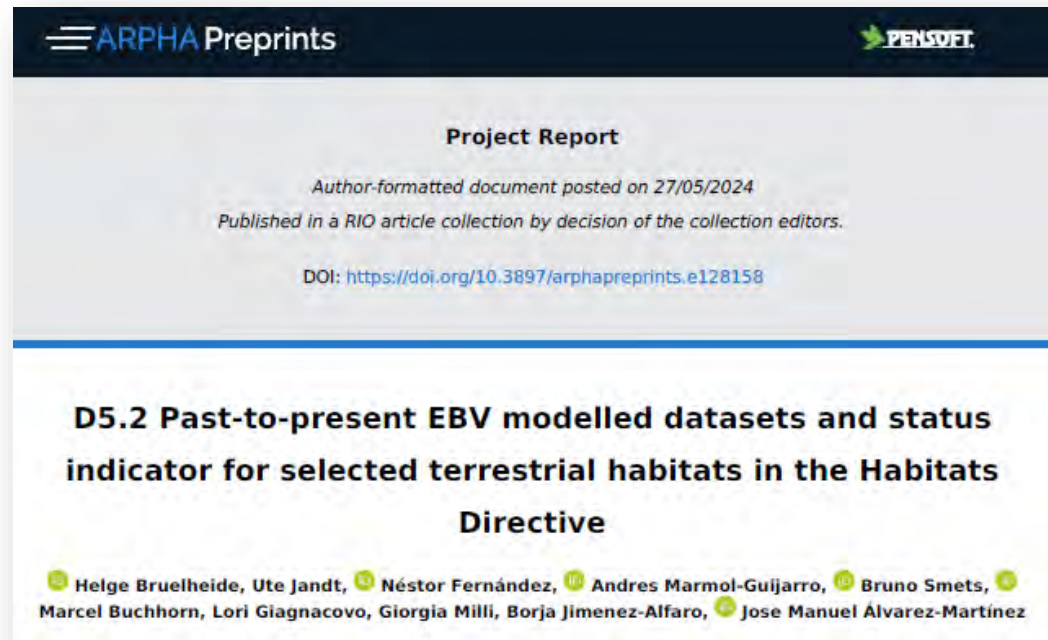 ARPHA Preprints
PENSOFT.
Project Report
Author-formatted document posted on 27/05/2024
Published in a RIO article collection by decision of the collection editors.
DOI: https://doi.org/10.3897/arphapreprints.e128158
D5.2 Past-to-present EBV modelled datasets and status
indicator for selected terrestrial habitats in the Habitats
Directive
Helge Bruelheide, Ute Jandt, Néstor Fernández, Andres Marmol-Guijarro, Bruno Smets,
Marcel Buchhorn, Lori Giagnacovo, Giorgia Milli, Borja Jimenez-Alfaro, Jose Manuel Álvarez-Martínez